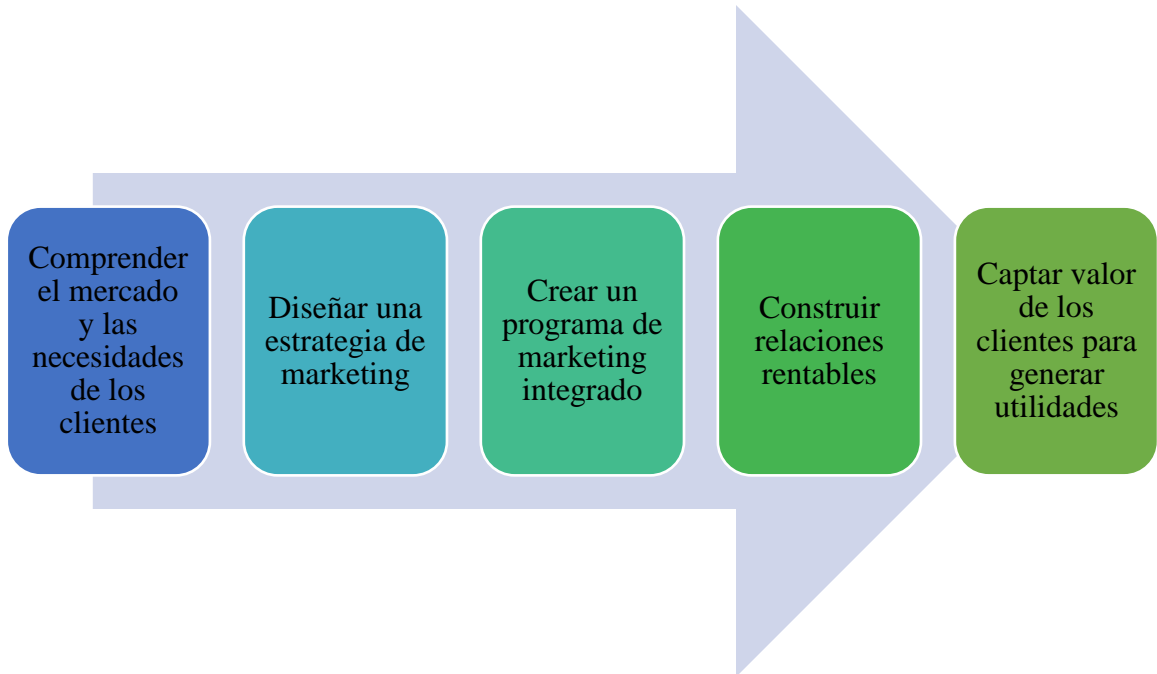 Comprender
el mercado
y las
necesidades
de los
clientes
Diseñar una
estrategia de
marketing
Crear un
programa de
marketing
integrado
Construir
relaciones
rentables
Captar valor
de los
clientes para
generar
utilidades